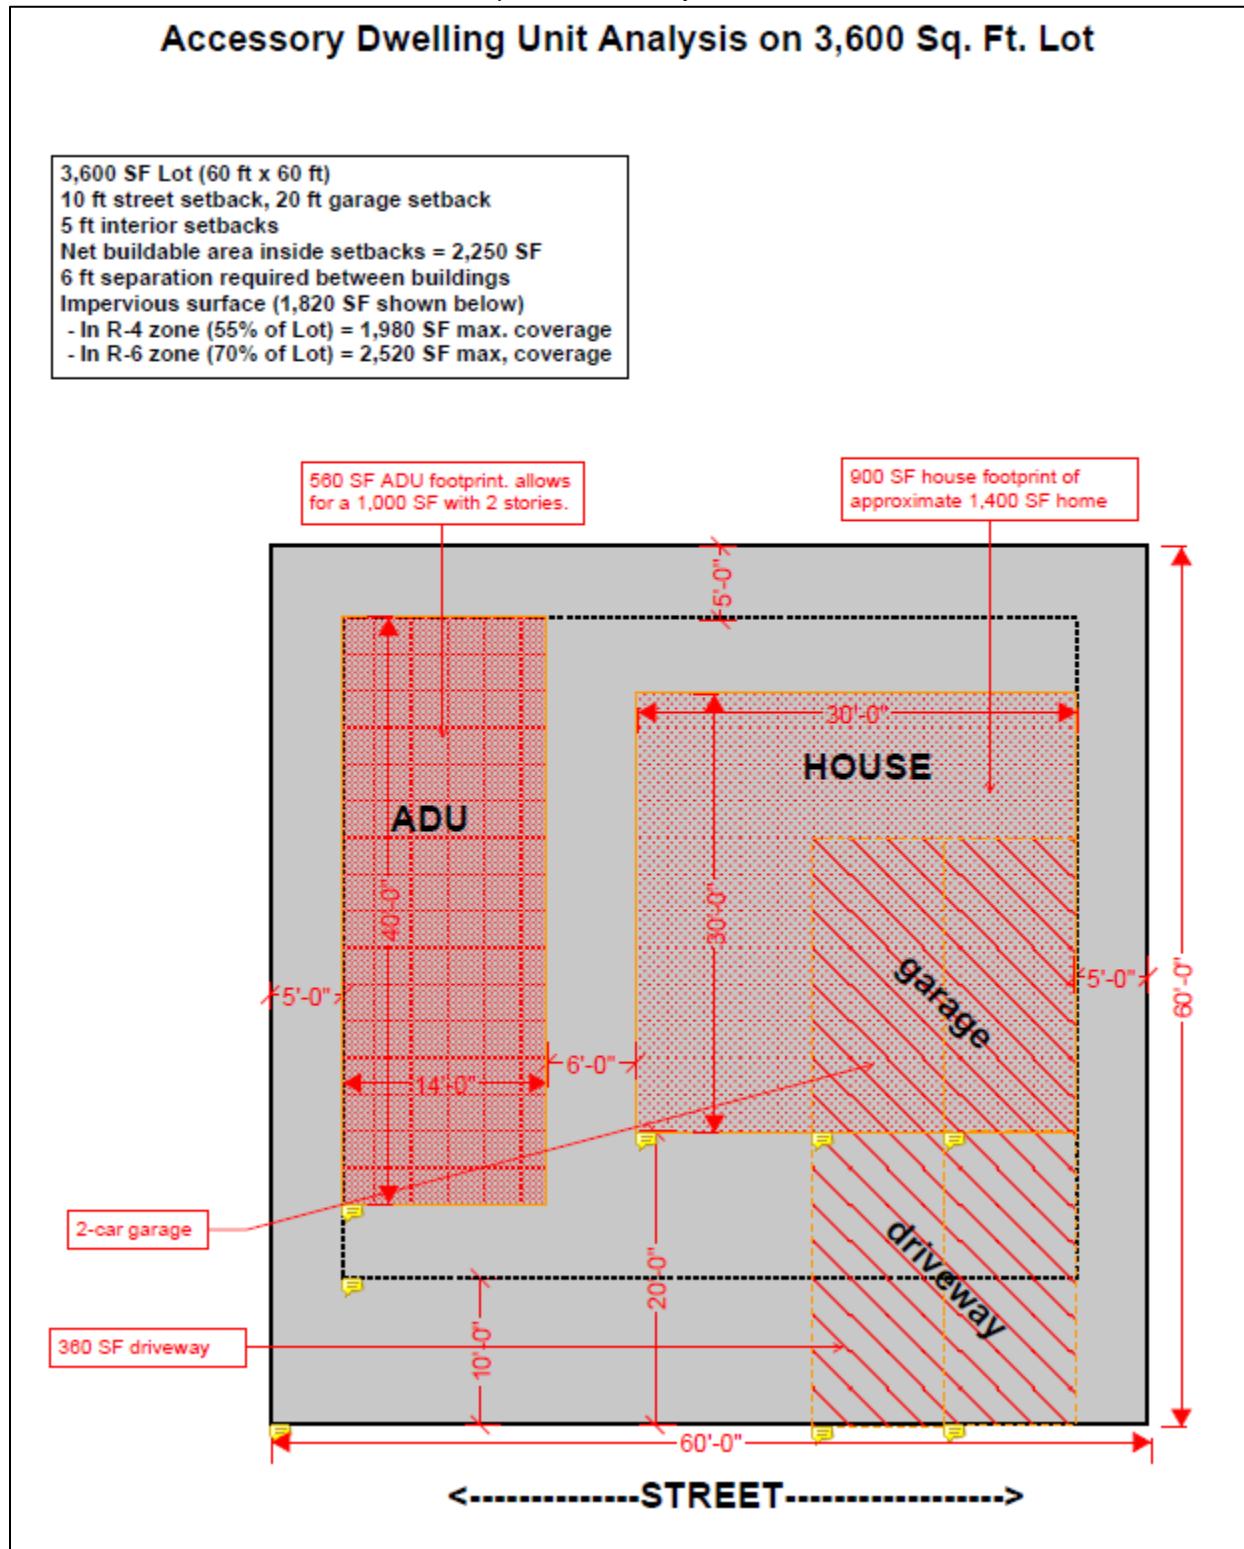 Accessory Dwelling Unit Analysis on 3,600 Sq. Ft. Lot
3,600 SF Lot (60 ft x 60 ft)
10 ft street setback, 20 ft garage setback
5 ft interior setbacks
Net buildable area inside setbacks = 2,250 SF
6 ft separation required between buildings
Impervious surface (1,820 SF shown below)
- In R-4 zone (55% of Lot) = 1,980 SF max. coverage
- In R-6 zone (70% of Lot) = 2,520 SF max, coverage
560 SF ADU footprint. allows
for a 1,000 SF with 2 stories.
900 SF house footprint of
approximate 1,400 SF home
5'-0"
30'-0"
HOUSE
ADU
40'-0"
30'-0"
garage
5'-0"
5'-0"
60'-0"
6'-0"
14'-0"
2-car garage
driveway
20'-0"
10'-0"
360 SF driveway
60'-0"
<--------------STREET------------------>